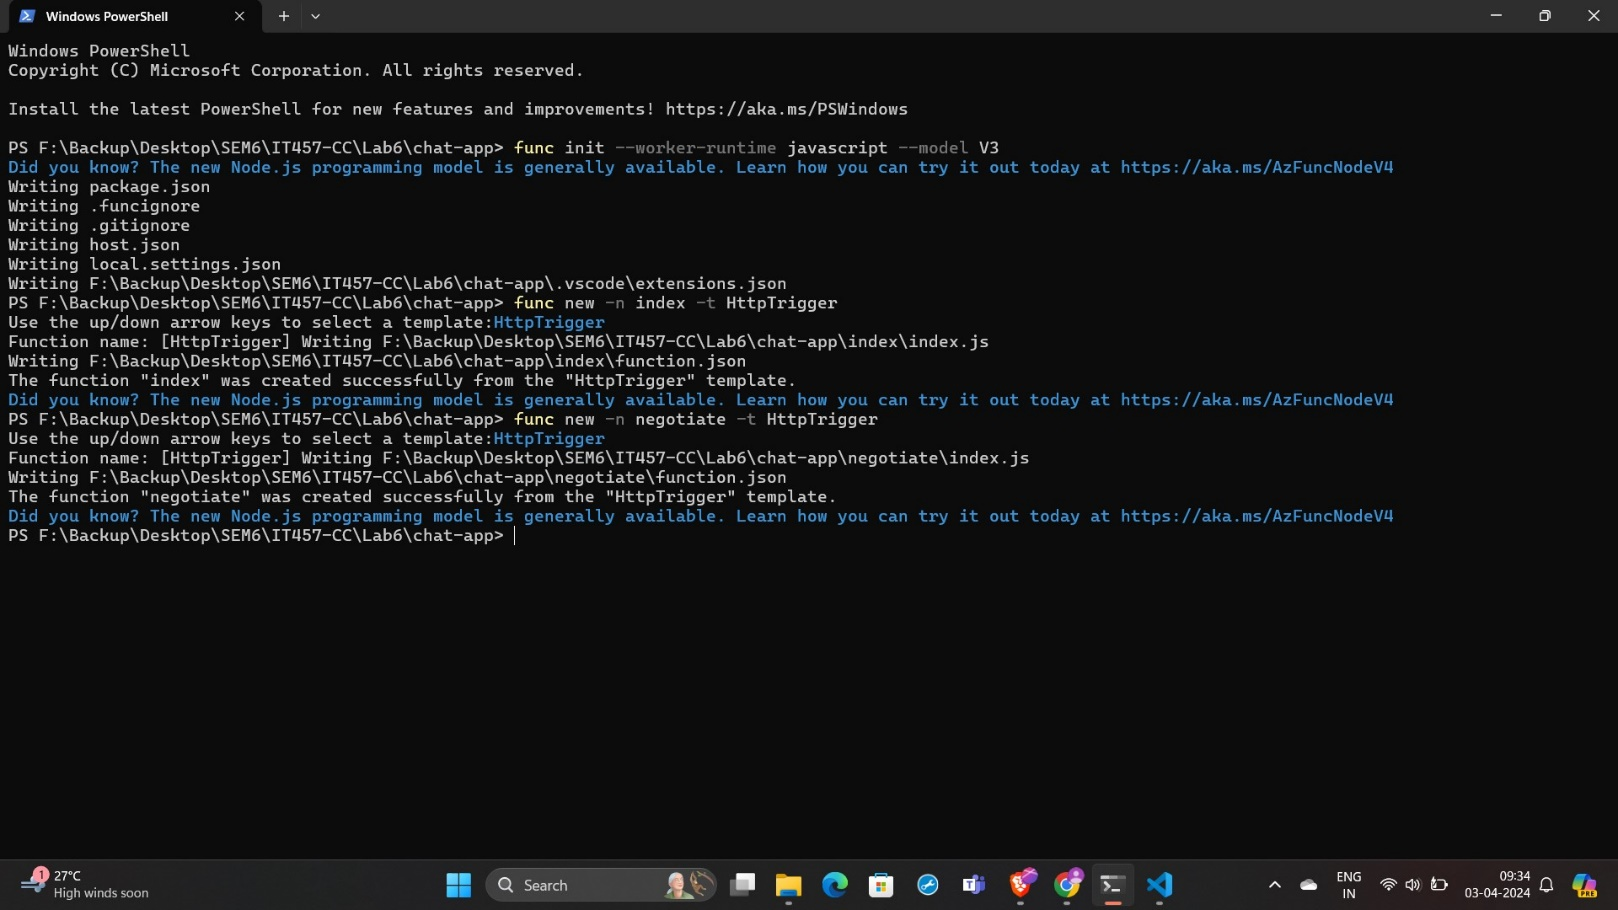 Windows PowerShell
Windows PowerShell
Copyright (C) Microsoft Corporation. All rights reserved.
Install the latest PowerShell for new features and improvements! https://aka.ms/PSWindows
PS F:\Backup\Desktop\SEM6\IT457-CC\Lab6\chat-app> func init --worker-runtime javascript --model V3
Did you know? The new Node.js programming model is generally available. Learn how you can try it out today at https://aka.ms/AzFuncNodeV4
Writing package.json
Writing .funcignore
Writing .gitignore
Writing host.json
Writing local.settings.json
Writing F:\Backup\Desktop\SEM6\IT457-CC\Lab6\chat-app\.vscode\extensions.json
PS F:\Backup\Desktop\SEM6\IT457-CC\Lab6\chat-app> func new -n index -t HttpTrigger
Use the up/down arrow keys to select a template:HttpTrigger
Function name: [HttpTrigger] Writing F:\Backup\Desktop\SEM6\IT457-CC\Lab6\chat-app\index\index.js
Writing F:\Backup\Desktop\SEM6\IT457-CC\Lab6\chat-app\index\function.json
The function "index" was created successfully from the "HttpTrigger" template.
Did you know? The new Node.js programming model is generally available. Learn how you can try it out today at https://aka.ms/AzFuncNodeV4
PS F:\Backup\Desktop\SEM6\IT457-CC\Lab6\chat-app> func new -n negotiate -t HttpTrigger
Use the up/down arrow keys to select a template:HttpTrigger
Function name: [HttpTrigger] Writing F:\Backup\Desktop\SEM6\IT457-CC\Lab6\chat-app\negotiate\index.js
Writing F:\Backup\Desktop\SEM6\IT457-CC\Lab6\chat-app\negotiate\function.json
The function "negotiate" was created successfully from the "HttpTrigger" template.
Did you know? The new Node.js programming model is generally available. Learn how you can try it out today at https://aka.ms/AzFuncNodeV4
PS F:\Backup\Desktop\SEM6\IT457-CC\Lab6\chat-app>
1
27°C
High winds soon
Search
ENG
IN
09:34
03-04-2024
PRE